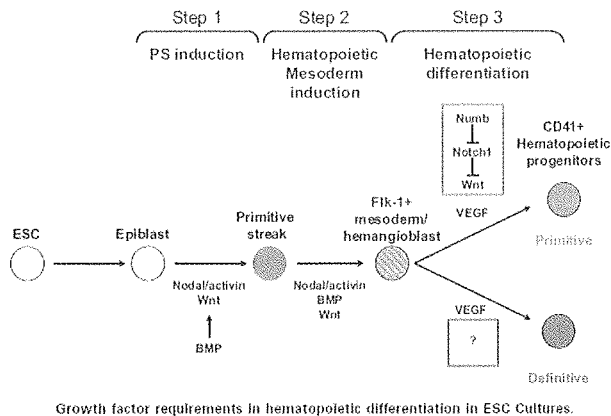 Step 1
Step 2
Step 3
PS induction
Hematopoietic
Mesoderm
induction
Hematopoietic
differentiation
Numb
Notch1
Wnt
CD41+
Hematopoietic
progenitors
VEGF
Primitive
ESC
Epiblast
Primitive
streak
Flk-1+
mesoderm/
hemangioblast
Nodal/activin
Wnt
BMP
Nodal/activin
BMP
Wnt
VEGF
?
Definitive
Growth factor requirements in hematopoietic differentiation in ESC Cultures.